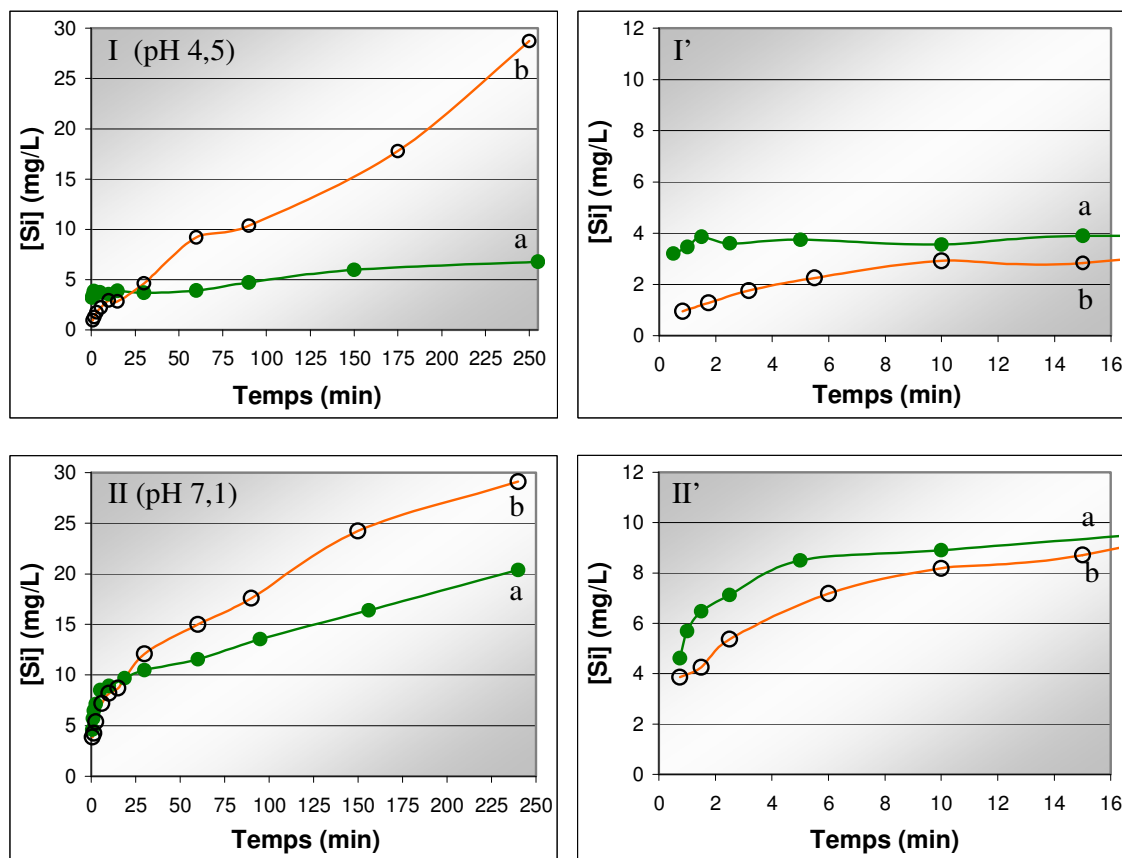 I (pH 4,5)
30
25
20
15
10
5
0
[Si] (mg/L)
b
a
0 25 50 75 100 125 150 175 200 225 250
Temps (min)
I’
12
10
8
6
4
2
0
[Si] (mg/L)
a
b
0 2 4 6 8 10 12 14 16
Temps (min)
II (pH 7,1)
30
25
20
15
10
5
0
[Si] (mg/L)
b
a
0 25 50 75 100 125 150 175 200 225 250
Temps (min)
II’
12
10
8
6
4
2
0
[Si] (mg/L)
a
b
0 2 4 6 8 10 12 14 16
Temps (min)